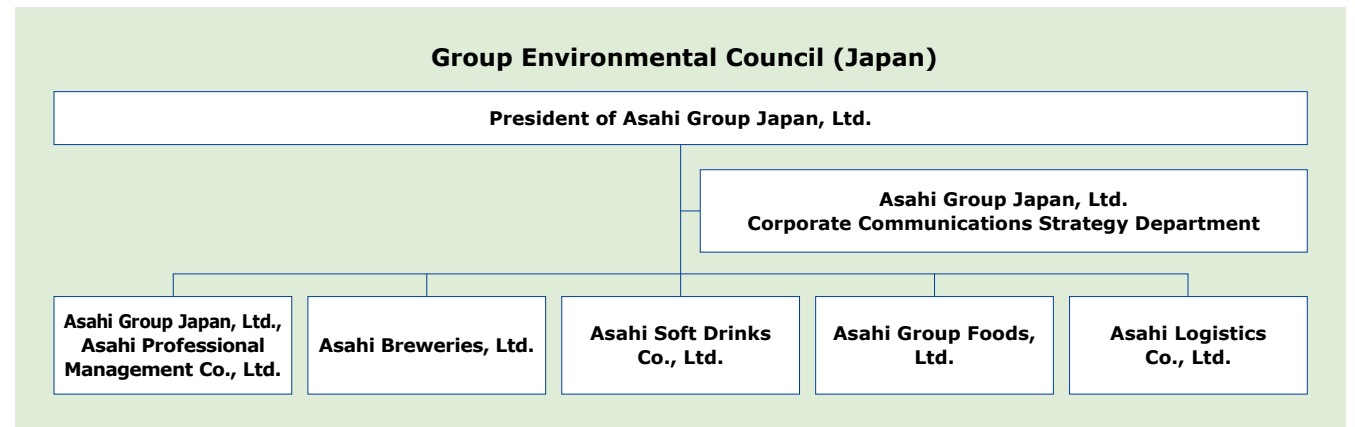 Group Environmental Council (Japan)
President of Asahi Group Japan, Ltd.
Asahi Group Japan, Ltd.
Corporate Communications Strategy Department
Asahi Group Japan, Ltd.,
Asahi Professional
Management Co., Ltd.
Asahi Breweries, Ltd.
Asahi Soft Drinks
Co., Ltd.
Asahi Group Foods,
Ltd.
Asahi Logistics
Co., Ltd.